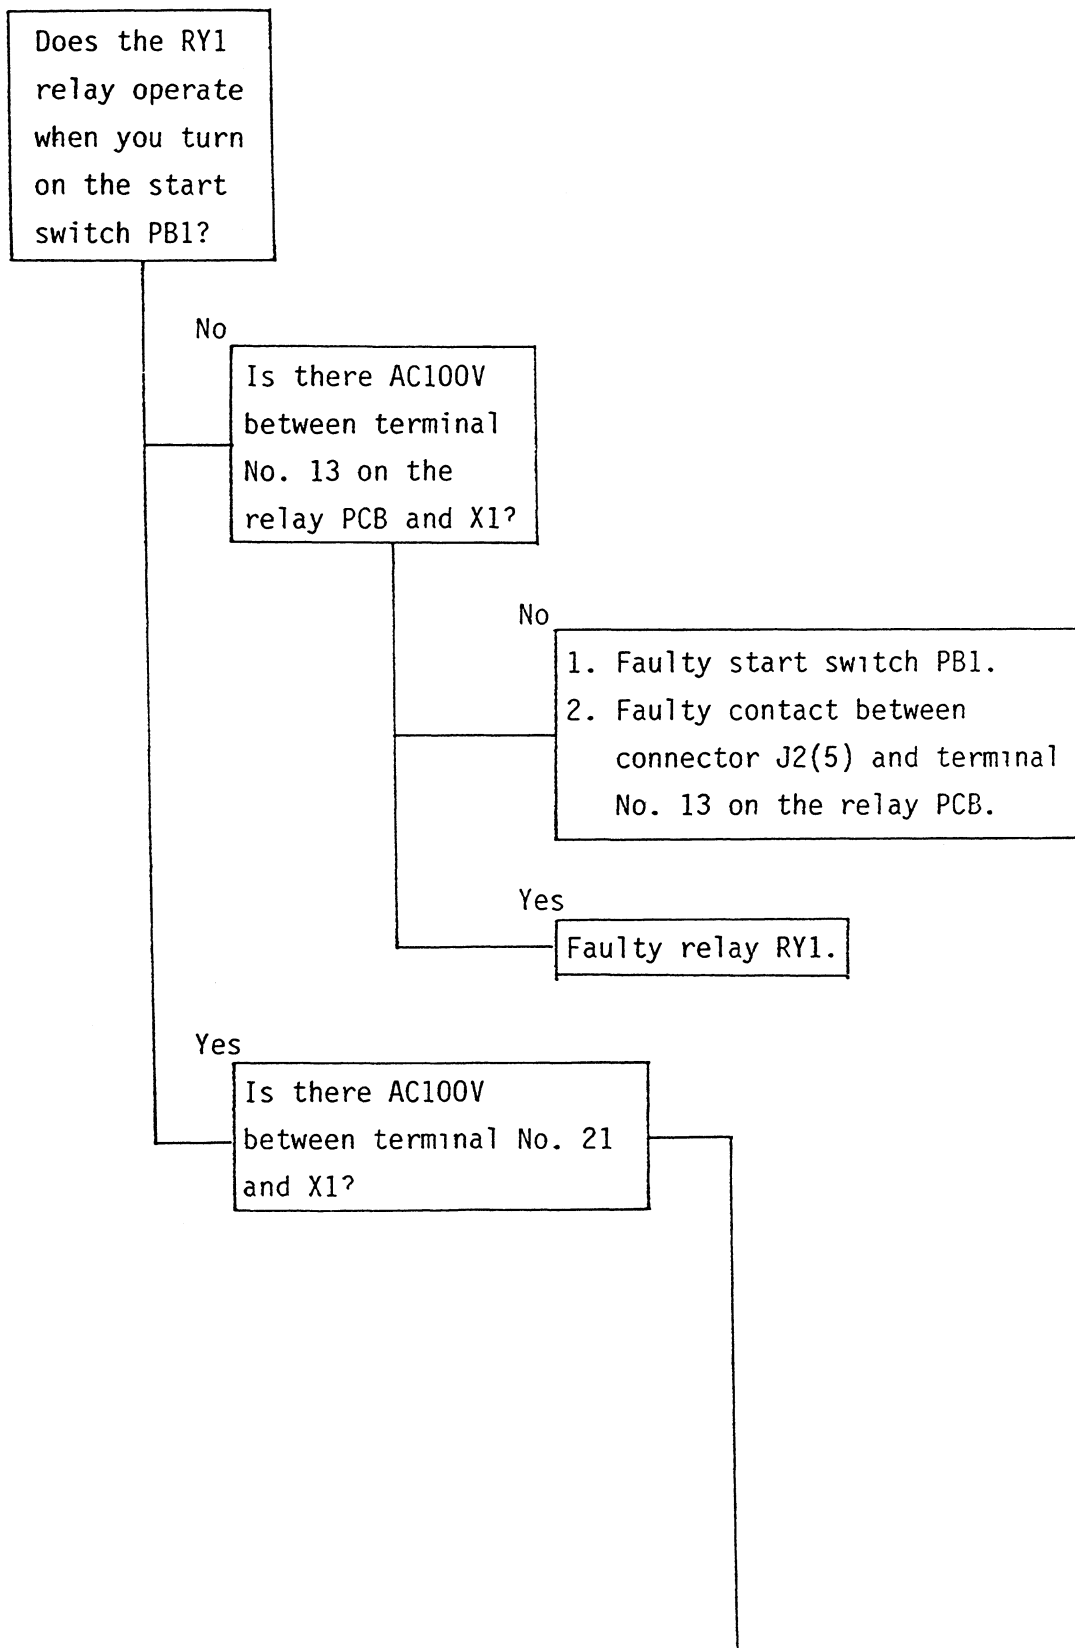 Does the RY1
relay operate
when you turn
on the start
switch PB1?
No
Is there AC100V
between terminal
No. 13 on the
relay PCB and X1?
No
1. Faulty start switch PB1.
2. Faulty contact between
connector J2(5) and terminal
No. 13 on the relay PCB.
Yes
Faulty relay RY1.
Yes
Is there AC100V
between terminal No. 21
and X1?